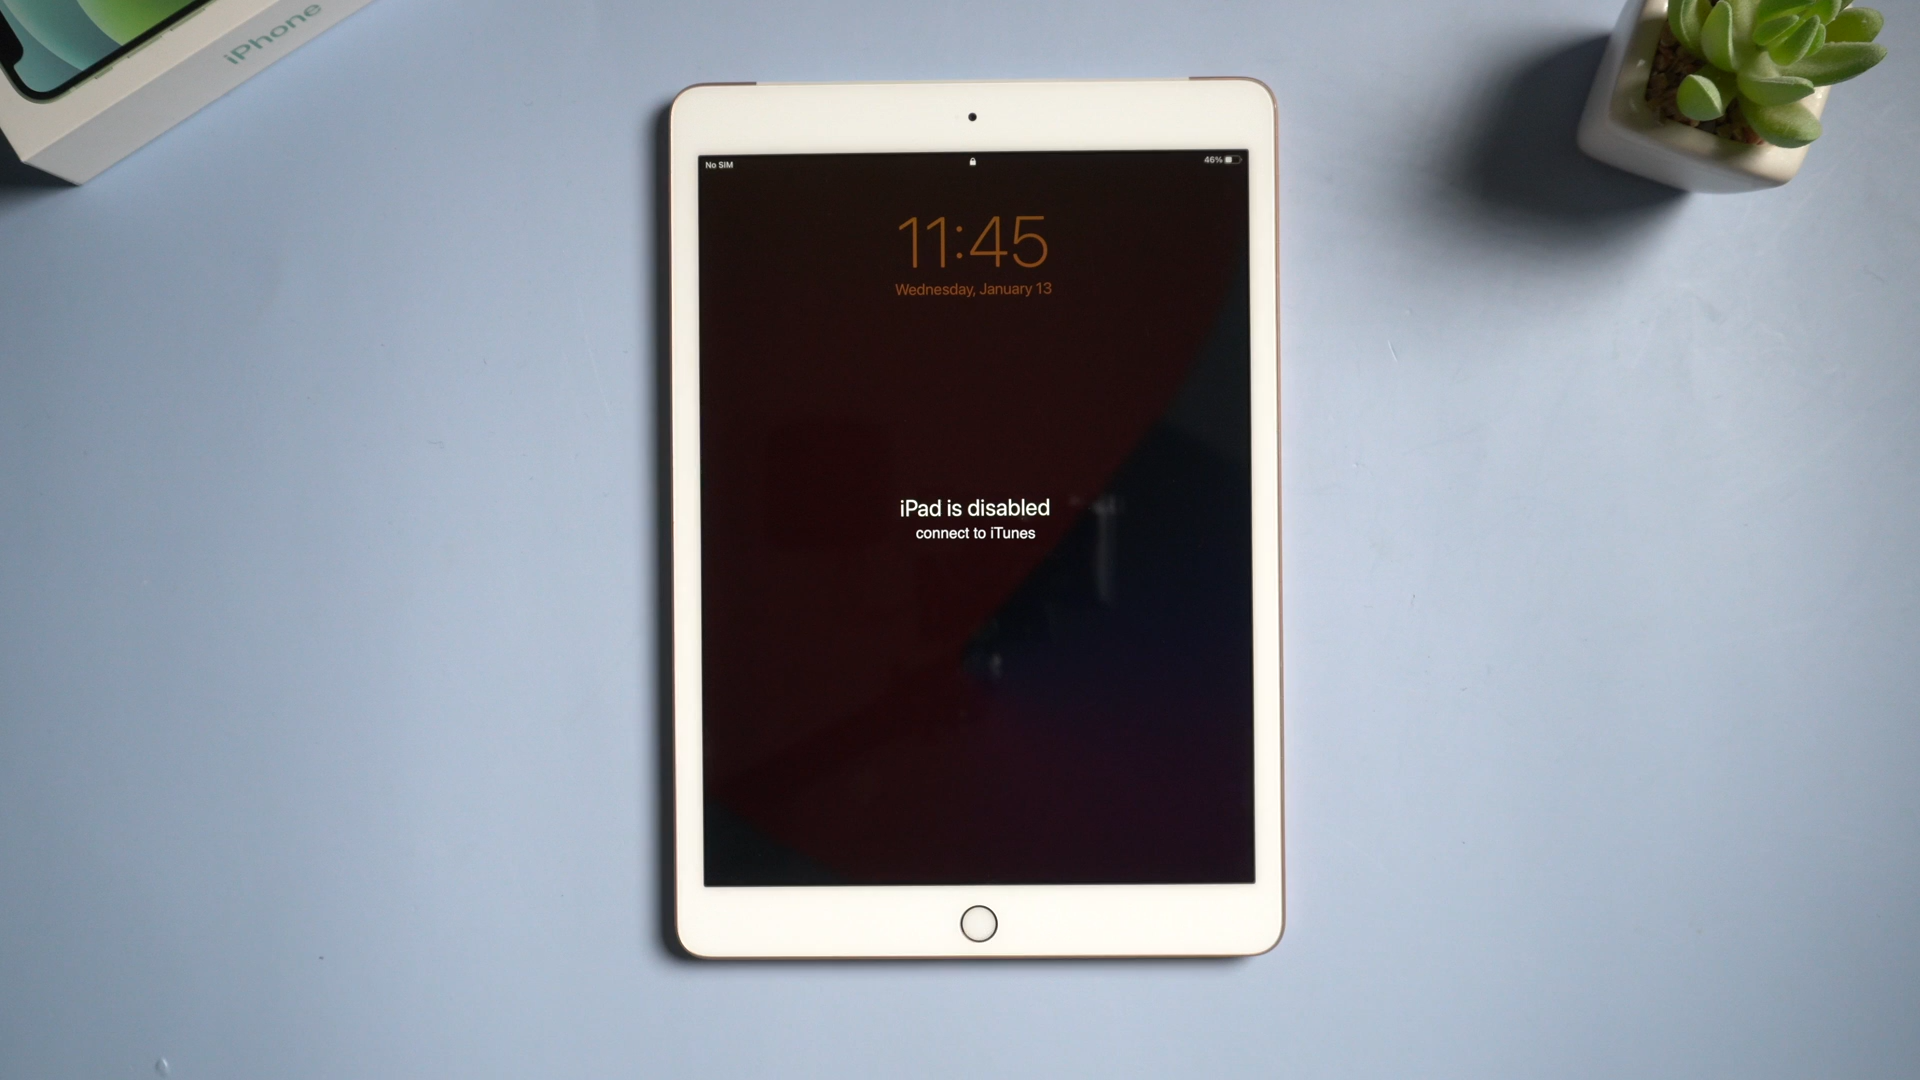 iPhone
No SIM
46%
11:45
Wednesday, January 13
iPad is disabled
connect to iTunes